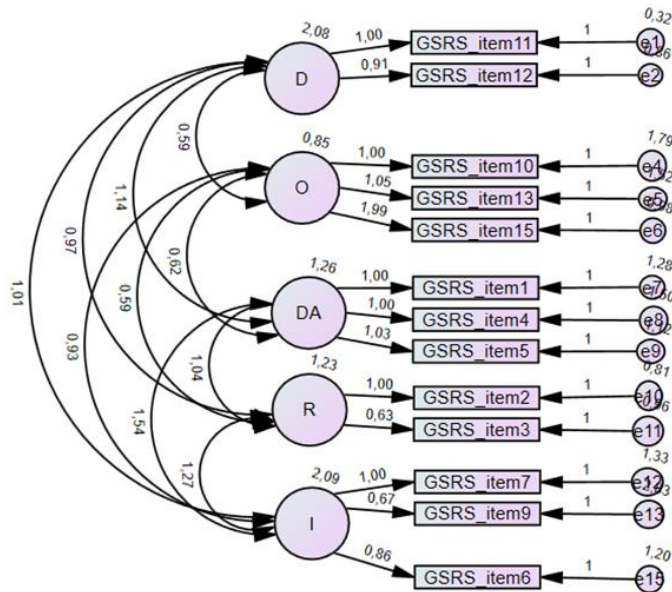 2,08
1,00
GSRS_item11
1
0,32
e1
D
0,91
GSRS_item12
1
e2
0,59
0,85
1,00
GSRS_item10
1
1,79
e4
O
1,05
GSRS_item13
1
e5
1,99
GSRS_item15
1
e6
1,14
0,97
0,62
1,26
1,00
GSRS_item1
1
1,28
e7
1,01
DA
1,00
GSRS_item4
1
e8
0,59
1,03
GSRS_item5
1
e9
0,93
1,04
1,23
1,00
GSRS_item2
1
0,81
e10
R
0,63
GSRS_item3
1
e11
1,54
1,27
2,09
1,00
GSRS_item7
1
1,33
e12
I
0,67
GSRS_item9
1
e13
0,86
GSRS_item6
1
1,20
e15